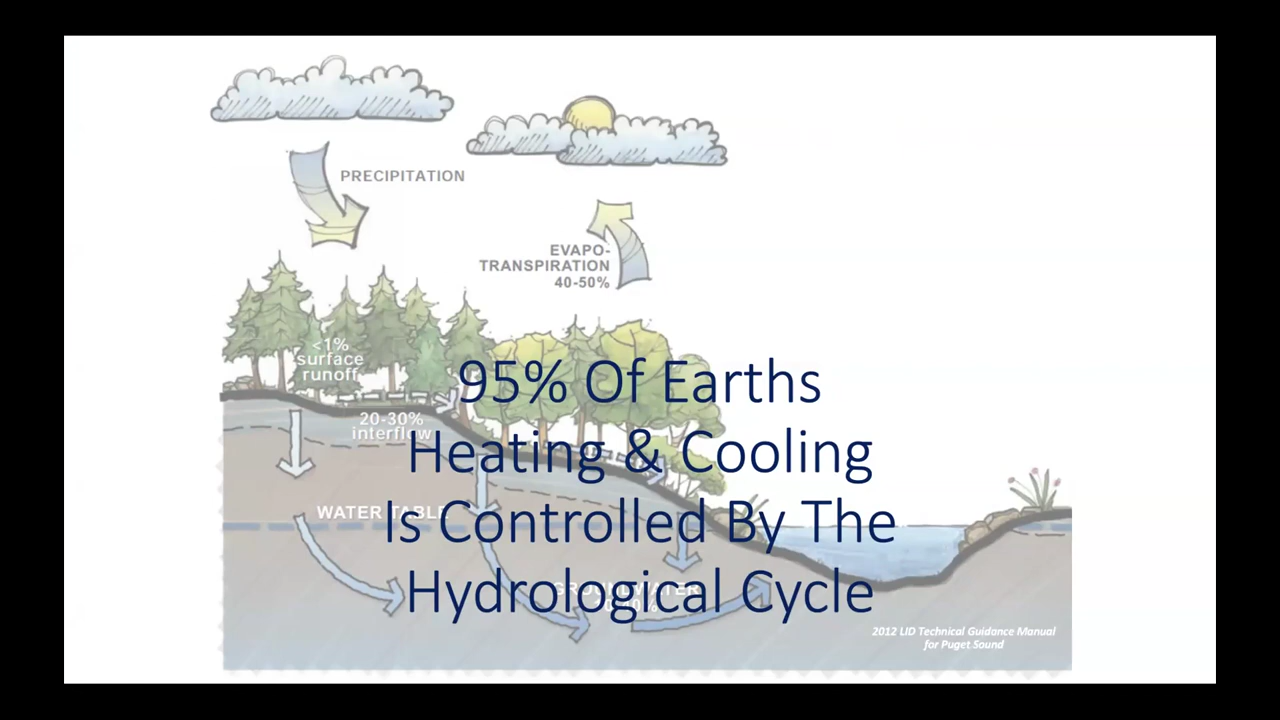 PRECIPITATION
EVAPO-
TRANSPIRATION
40-50%
<1%
surface
runoff
20-30%
interflow
WATER TABLE
GROUNDWATER
95% Of Earths
Heating & Cooling
Is Controlled By The
Hydrological Cycle
2012 LID Technical Guidance Manual
for Puget Sound